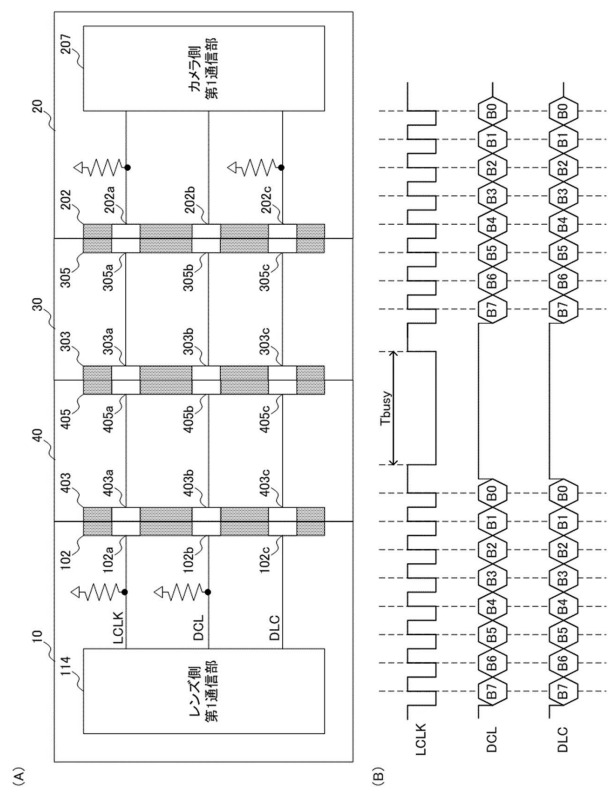 (A)
10
40
30
20
114
102
403
405
303
305
202
207
レンズ側
第1通信部
カメラ側
第1通信部
LCLK
102a
403a
405a
303a
305a
202a
DCL
102b
403b
405b
303b
305b
202b
DLC
102c
403c
405c
303c
305c
202c
(B)
Tbusy
LCLK
DCL
B7 B6 B5 B4 B3 B2 B1 B0 B7 B6 B5 B4 B3 B2 B1 B0
DLC
B7 B6 B5 B4 B3 B2 B1 B0 B7 B6 B5 B4 B3 B2 B1 B0